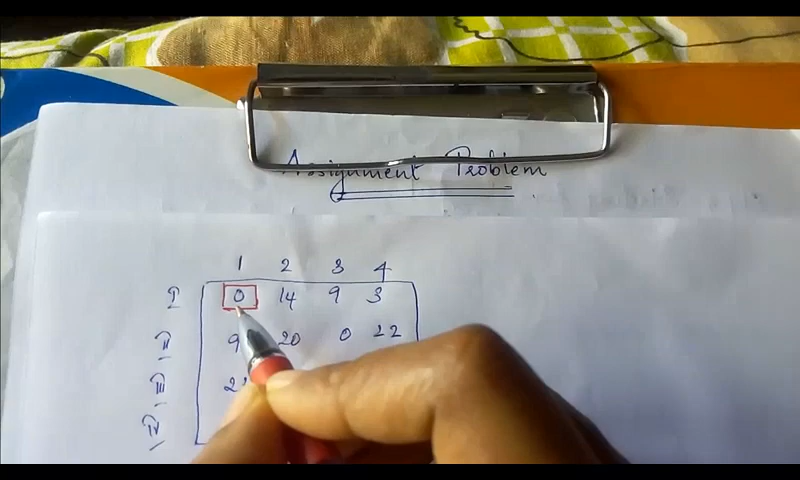 Assignment Problem
1 2 3 4
I 0 14 9 3
II 9 20 0 22
III
IV